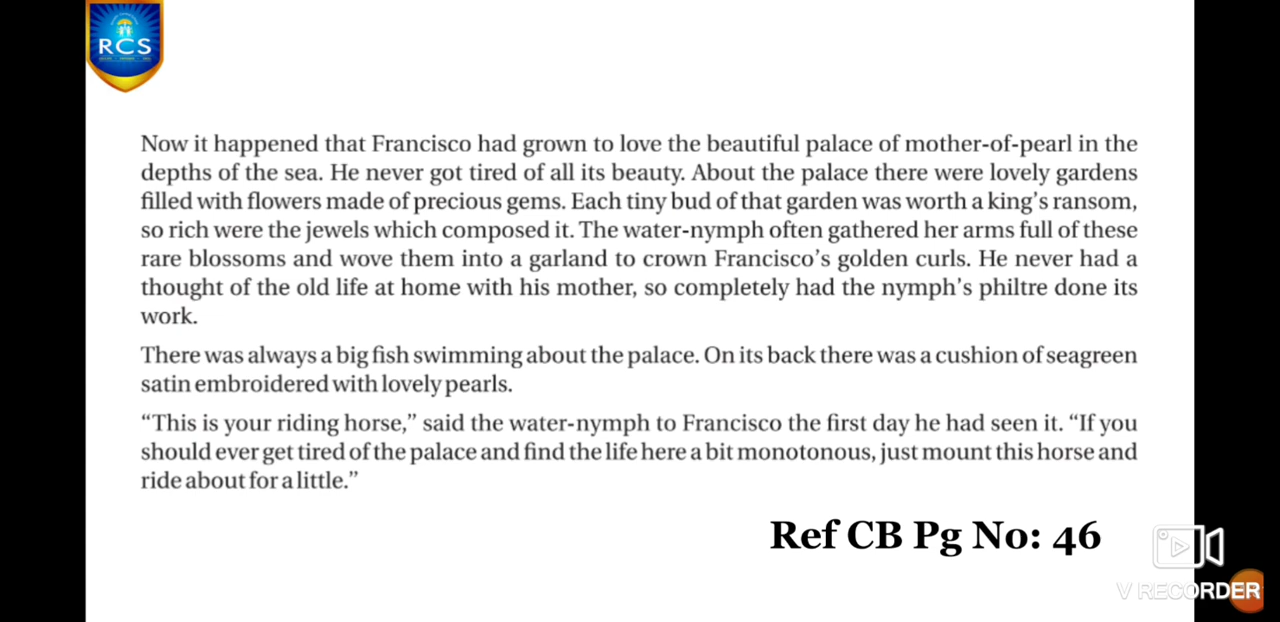 RCS
Now it happened that Francisco had grown to love the beautiful palace of mother-of-pearl in the
depths of the sea. He never got tired of all its beauty. About the palace there were lovely gardens
filled with flowers made of precious gems. Each tiny bud of that garden was worth a king's ransom,
so rich were the jewels which composed it. The water-nymph often gathered her arms full of these
rare blossoms and wove them into a garland to crown Francisco's golden curls. He never had a
thought of the old life at home with his mother, so completely had the nymph's philtre done its
work.
There was always a big fish swimming about the palace. On its back there was a cushion of seagreen
satin embroidered with lovely pearls.
“This is your riding horse,” said the water-nymph to Francisco the first day he had seen it. “If you
should ever get tired of the palace and find the life here a bit monotonous, just mount this horse and
ride about for a little.”
Ref CB Pg No: 46
V RECORDER